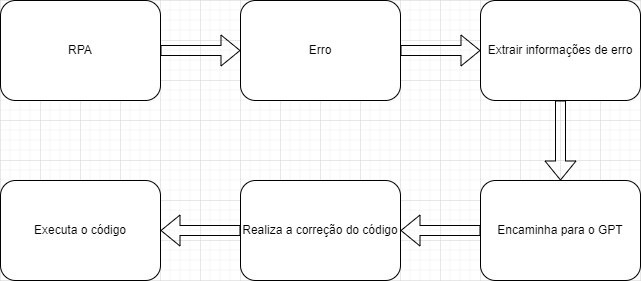 RPA
Erro
Extrair informações de erro
Encaminha para o GPT
Realiza a correção do código
Executa o código